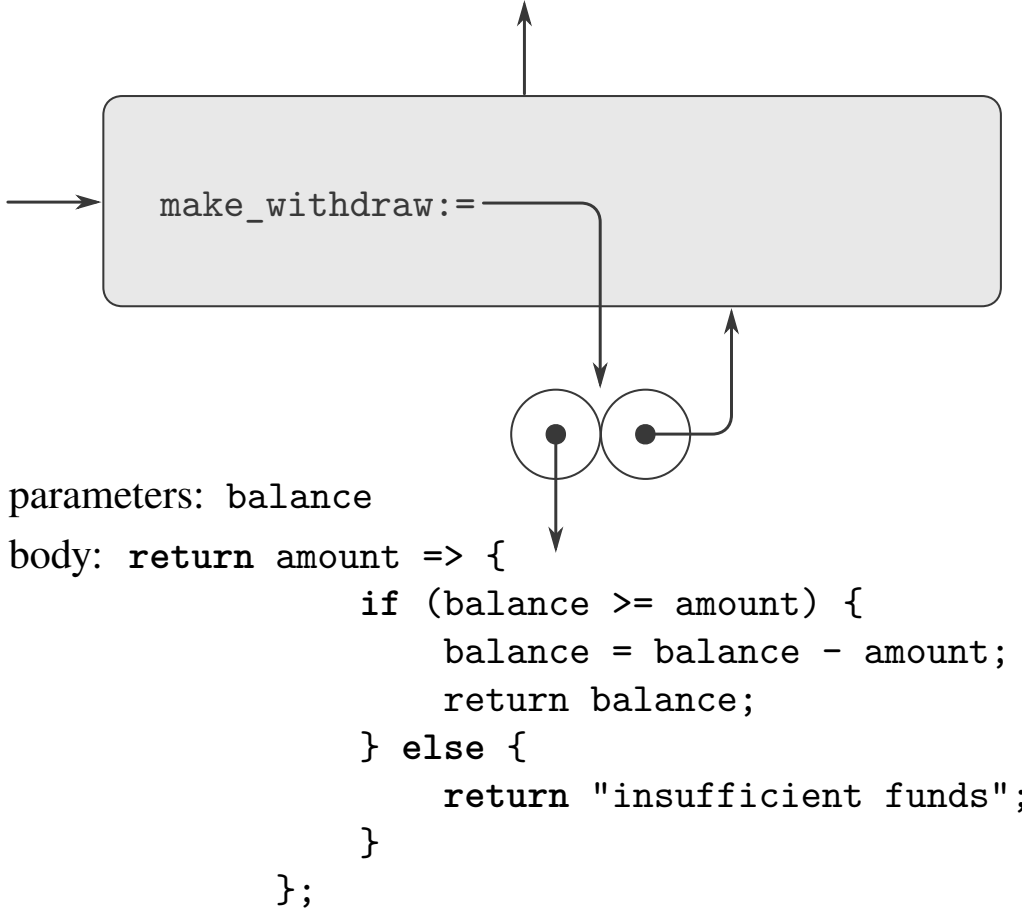 make_withdraw:=
parameters: balance
body: return amount => {
if (balance >= amount) {
balance = balance - amount;
return balance;
} else {
return "insufficient funds";
}
};